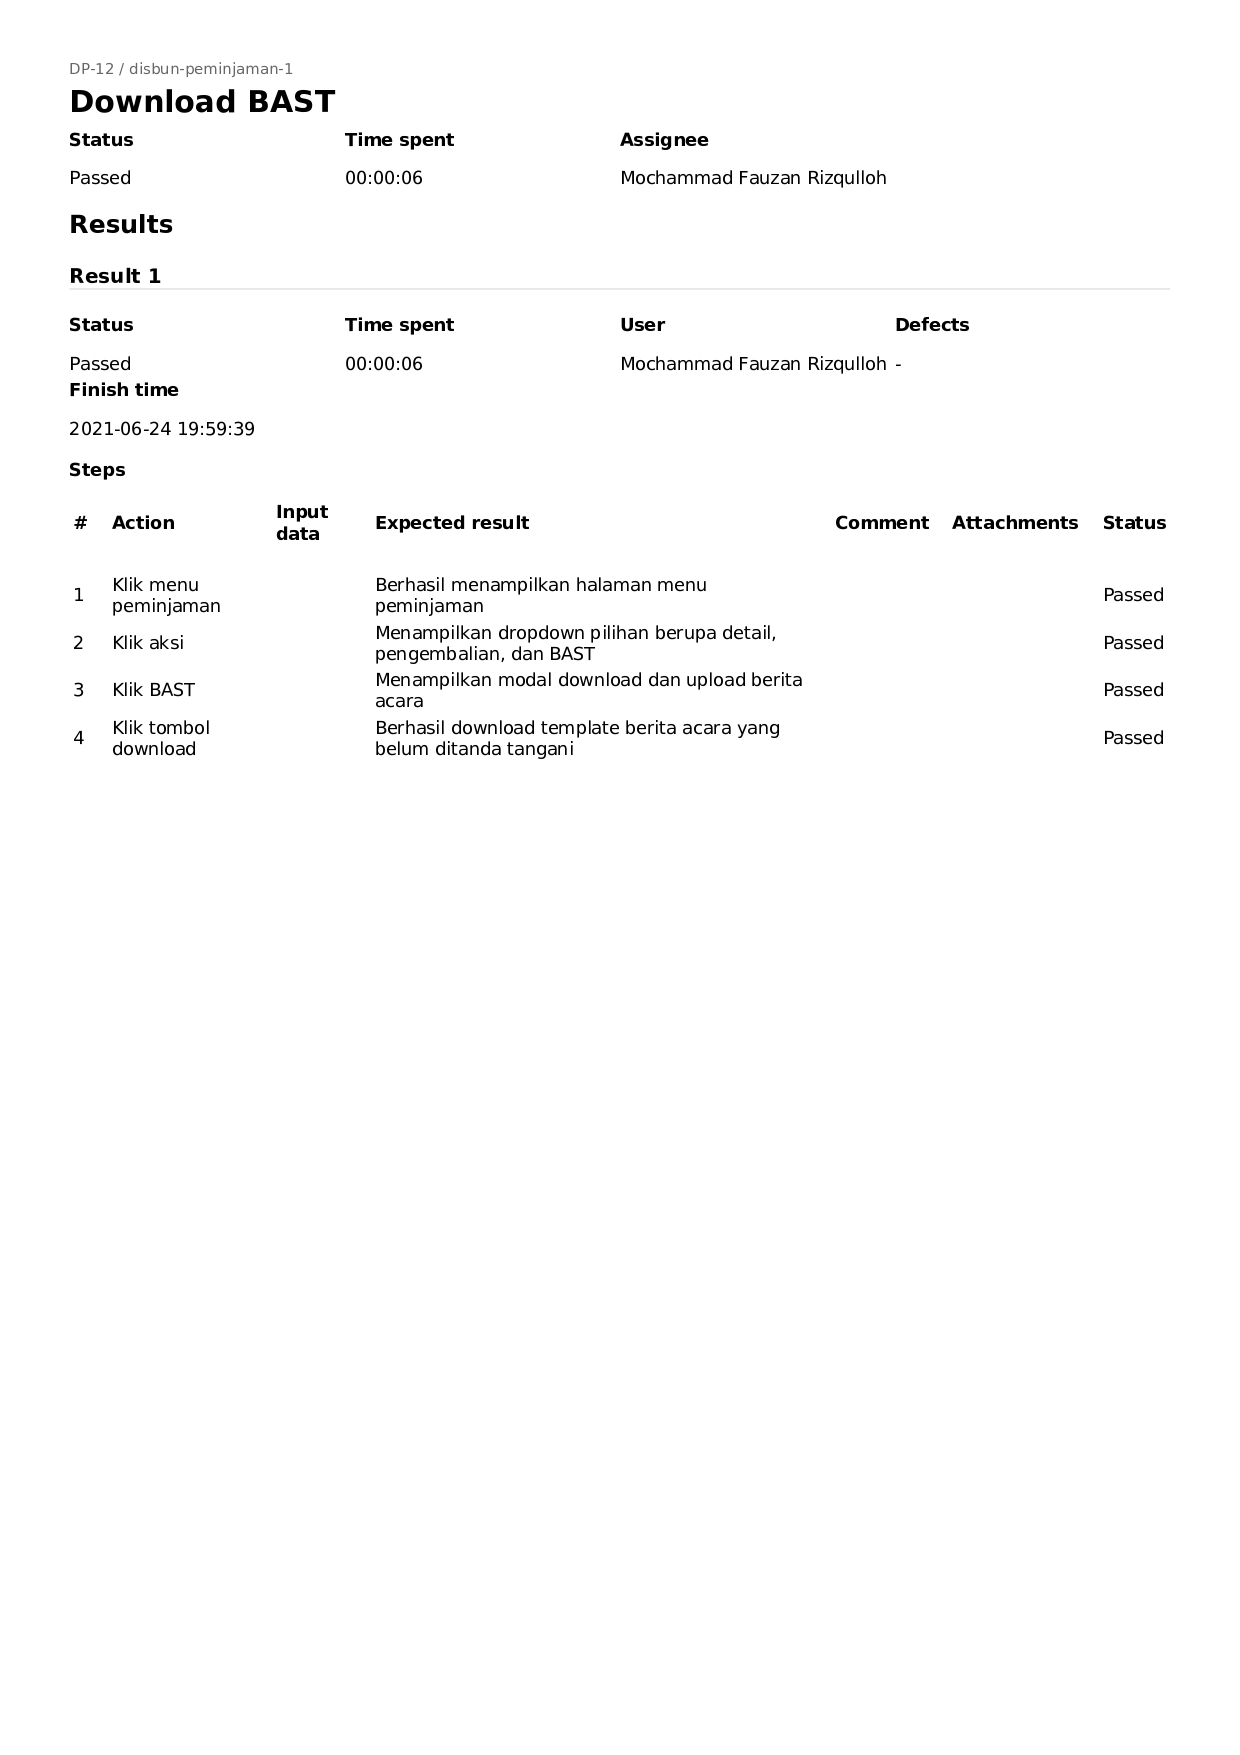 DP-12 / disbun-peminjaman-1
Download BAST
Status Time spent Assignee
Passed 00:00:06 Mochammad Fauzan Rizqulloh
Results
Result 1
Status Time spent User Defects
Passed 00:00:06 Mochammad Fauzan Rizqulloh -
Finish time
2021-06-24 19:59:39
Steps
# Action Input data Expected result Comment Attachments Status
1 Klik menu peminjaman Berhasil menampilkan halaman menu peminjaman Passed
2 Klik aksi Menampilkan dropdown pilihan berupa detail, pengembalian, dan BAST Passed
3 Klik BAST Menampilkan modal download dan upload berita acara Passed
4 Klik tombol download Berhasil download template berita acara yang belum ditanda tangani Passed